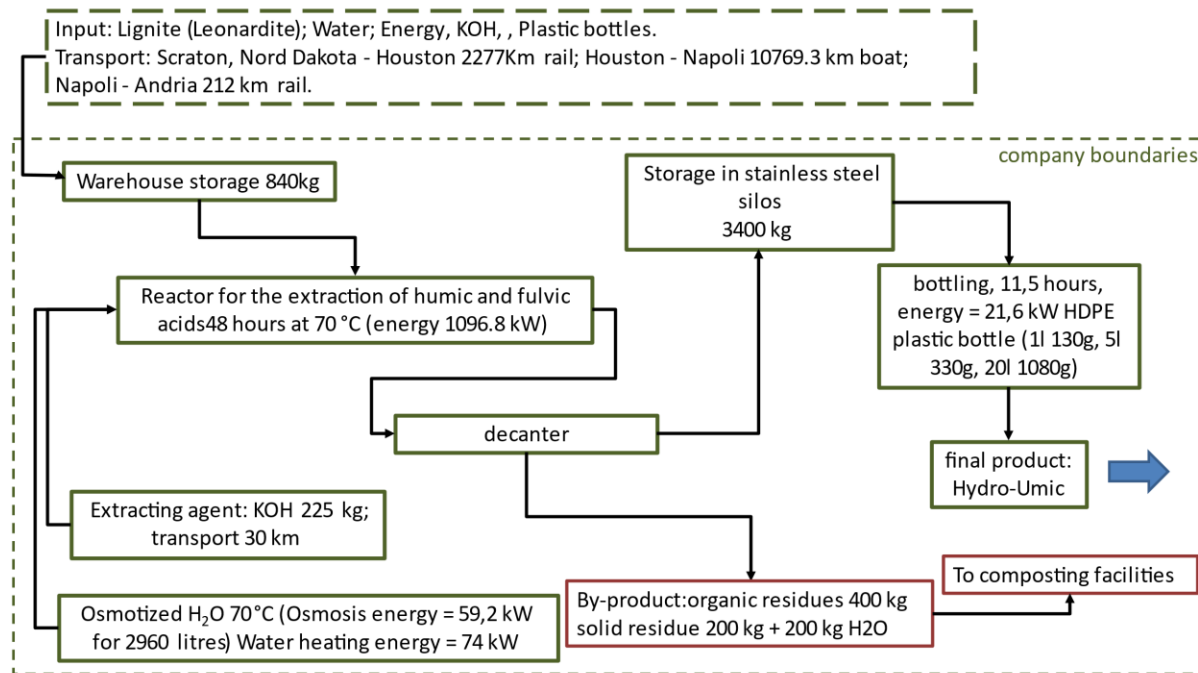 Input: Lignite (Leonardite); Water; Energy, KOH, , Plastic bottles.
Transport: Scraton, Nord Dakota - Houston 2277Km rail; Houston - Napoli 10769.3 km boat;
Napoli - Andria 212 km rail.
company boundaries
Warehouse storage 840kg
Storage in stainless steel
silos
3400 kg
Reactor for the extraction of humic and fulvic
acids48 hours at 70 °C (energy 1096.8 kW)
bottling, 11,5 hours,
energy = 21,6 kW HDPE
plastic bottle (1l 130g, 5l
330g, 20l 1080g)
decanter
final product:
Hydro-Umic
Extracting agent: KOH 225 kg;
transport 30 km
To composting facilities
Osmotized H₂O 70°C (Osmosis energy = 59,2 kW
for 2960 litres) Water heating energy = 74 kW
By-product:organic residues 400 kg
solid residue 200 kg + 200 kg H2O